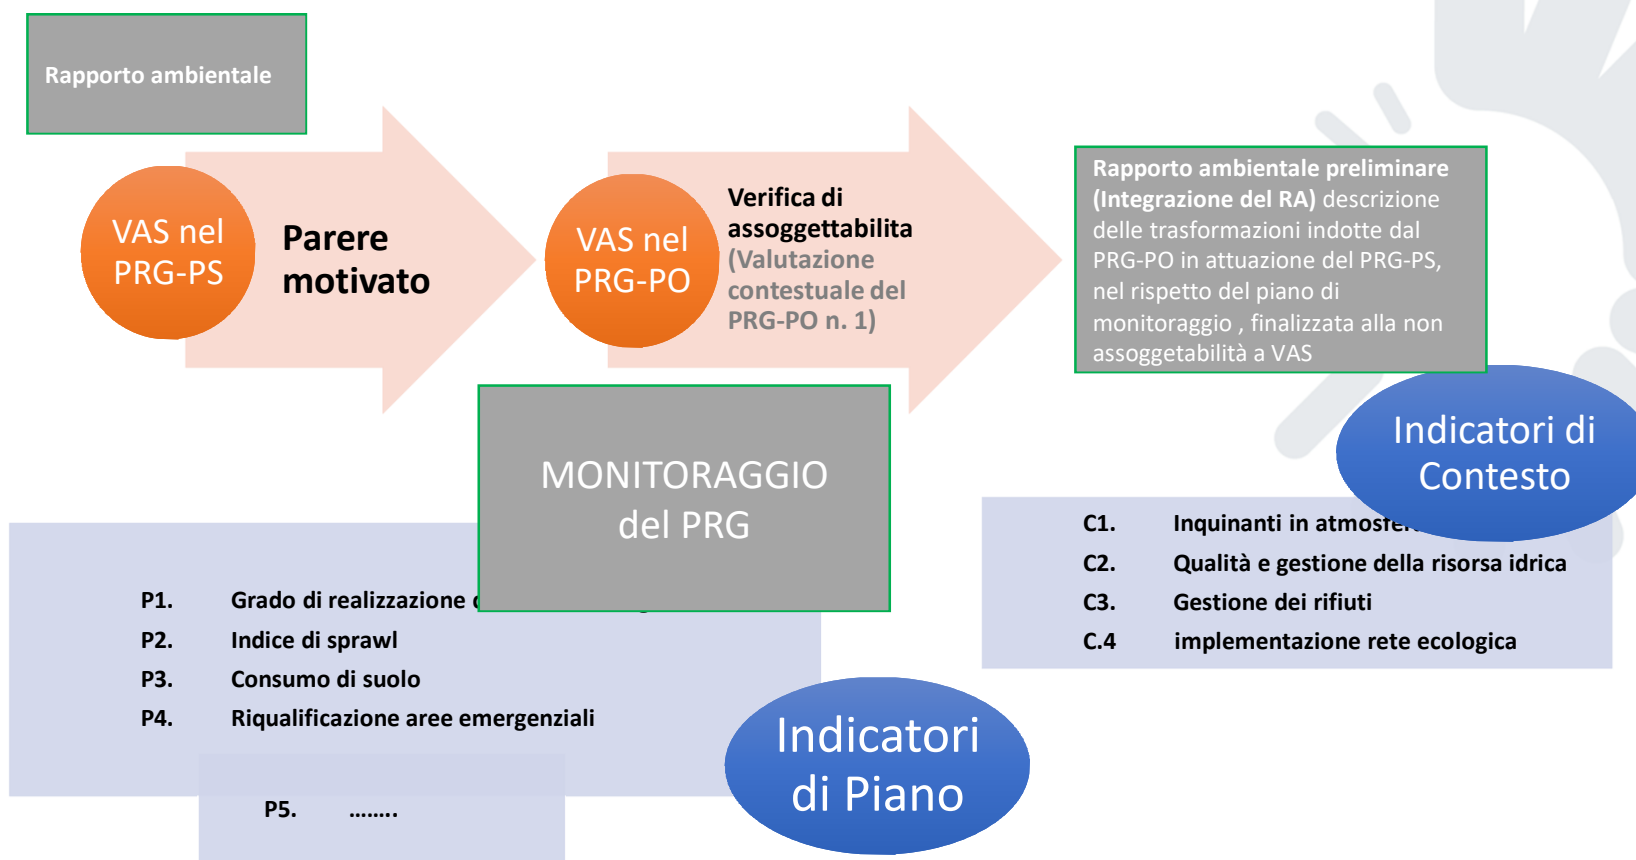 Rapporto ambientale
VAS nel
PRG-PS
Parere
motivato
VAS nel
PRG-PO
Verifica di
assoggettabilita
(Valutazione
contestuale del
PRG-PO n. 1)
Rapporto ambientale preliminare
(Integrazione del RA) descrizione
delle trasformazioni indotte dal
PRG-PO in attuazione del PRG-PS,
nel rispetto del piano di
monitoraggio , finalizzata alla non
assoggetabilità a VAS
MONITORAGGIO
del PRG
Indicatori di
Contesto
C1. Inquinanti in
C2. Qualità e gestione della risorsa idrica
C3. Gestione dei rifiuti
C.4 implementazione rete ecologica
P1. Grado di realizzazione
P2. Indice di sprawl
P3. Consumo di suolo
P4. Riqualificazione aree emergenziali
P5. ........
Indicatori
di Piano